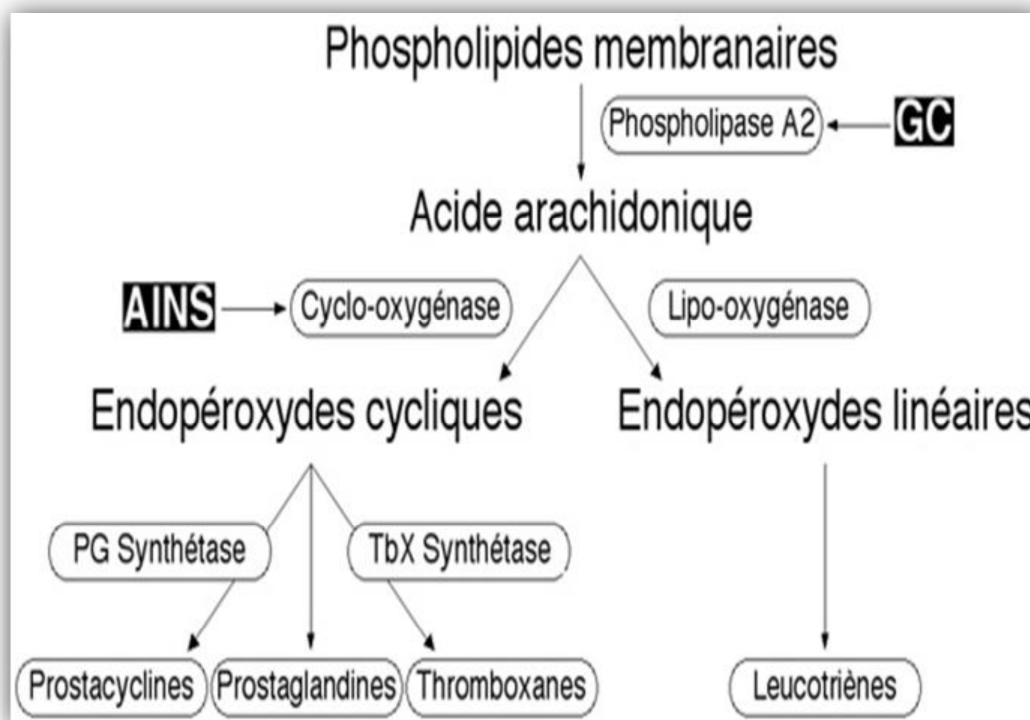 Phospholipides membranaires
Phospholipase A2
GC
Acide arachidonique
AINS
Cyclo-oxygénase
Lipo-oxygénase
Endopéroxydes cycliques
Endopéroxydes linéaires
PG Synthétase
TbX Synthétase
Prostacyclines
Prostaglandines
Thromboxanes
Leucotriènes